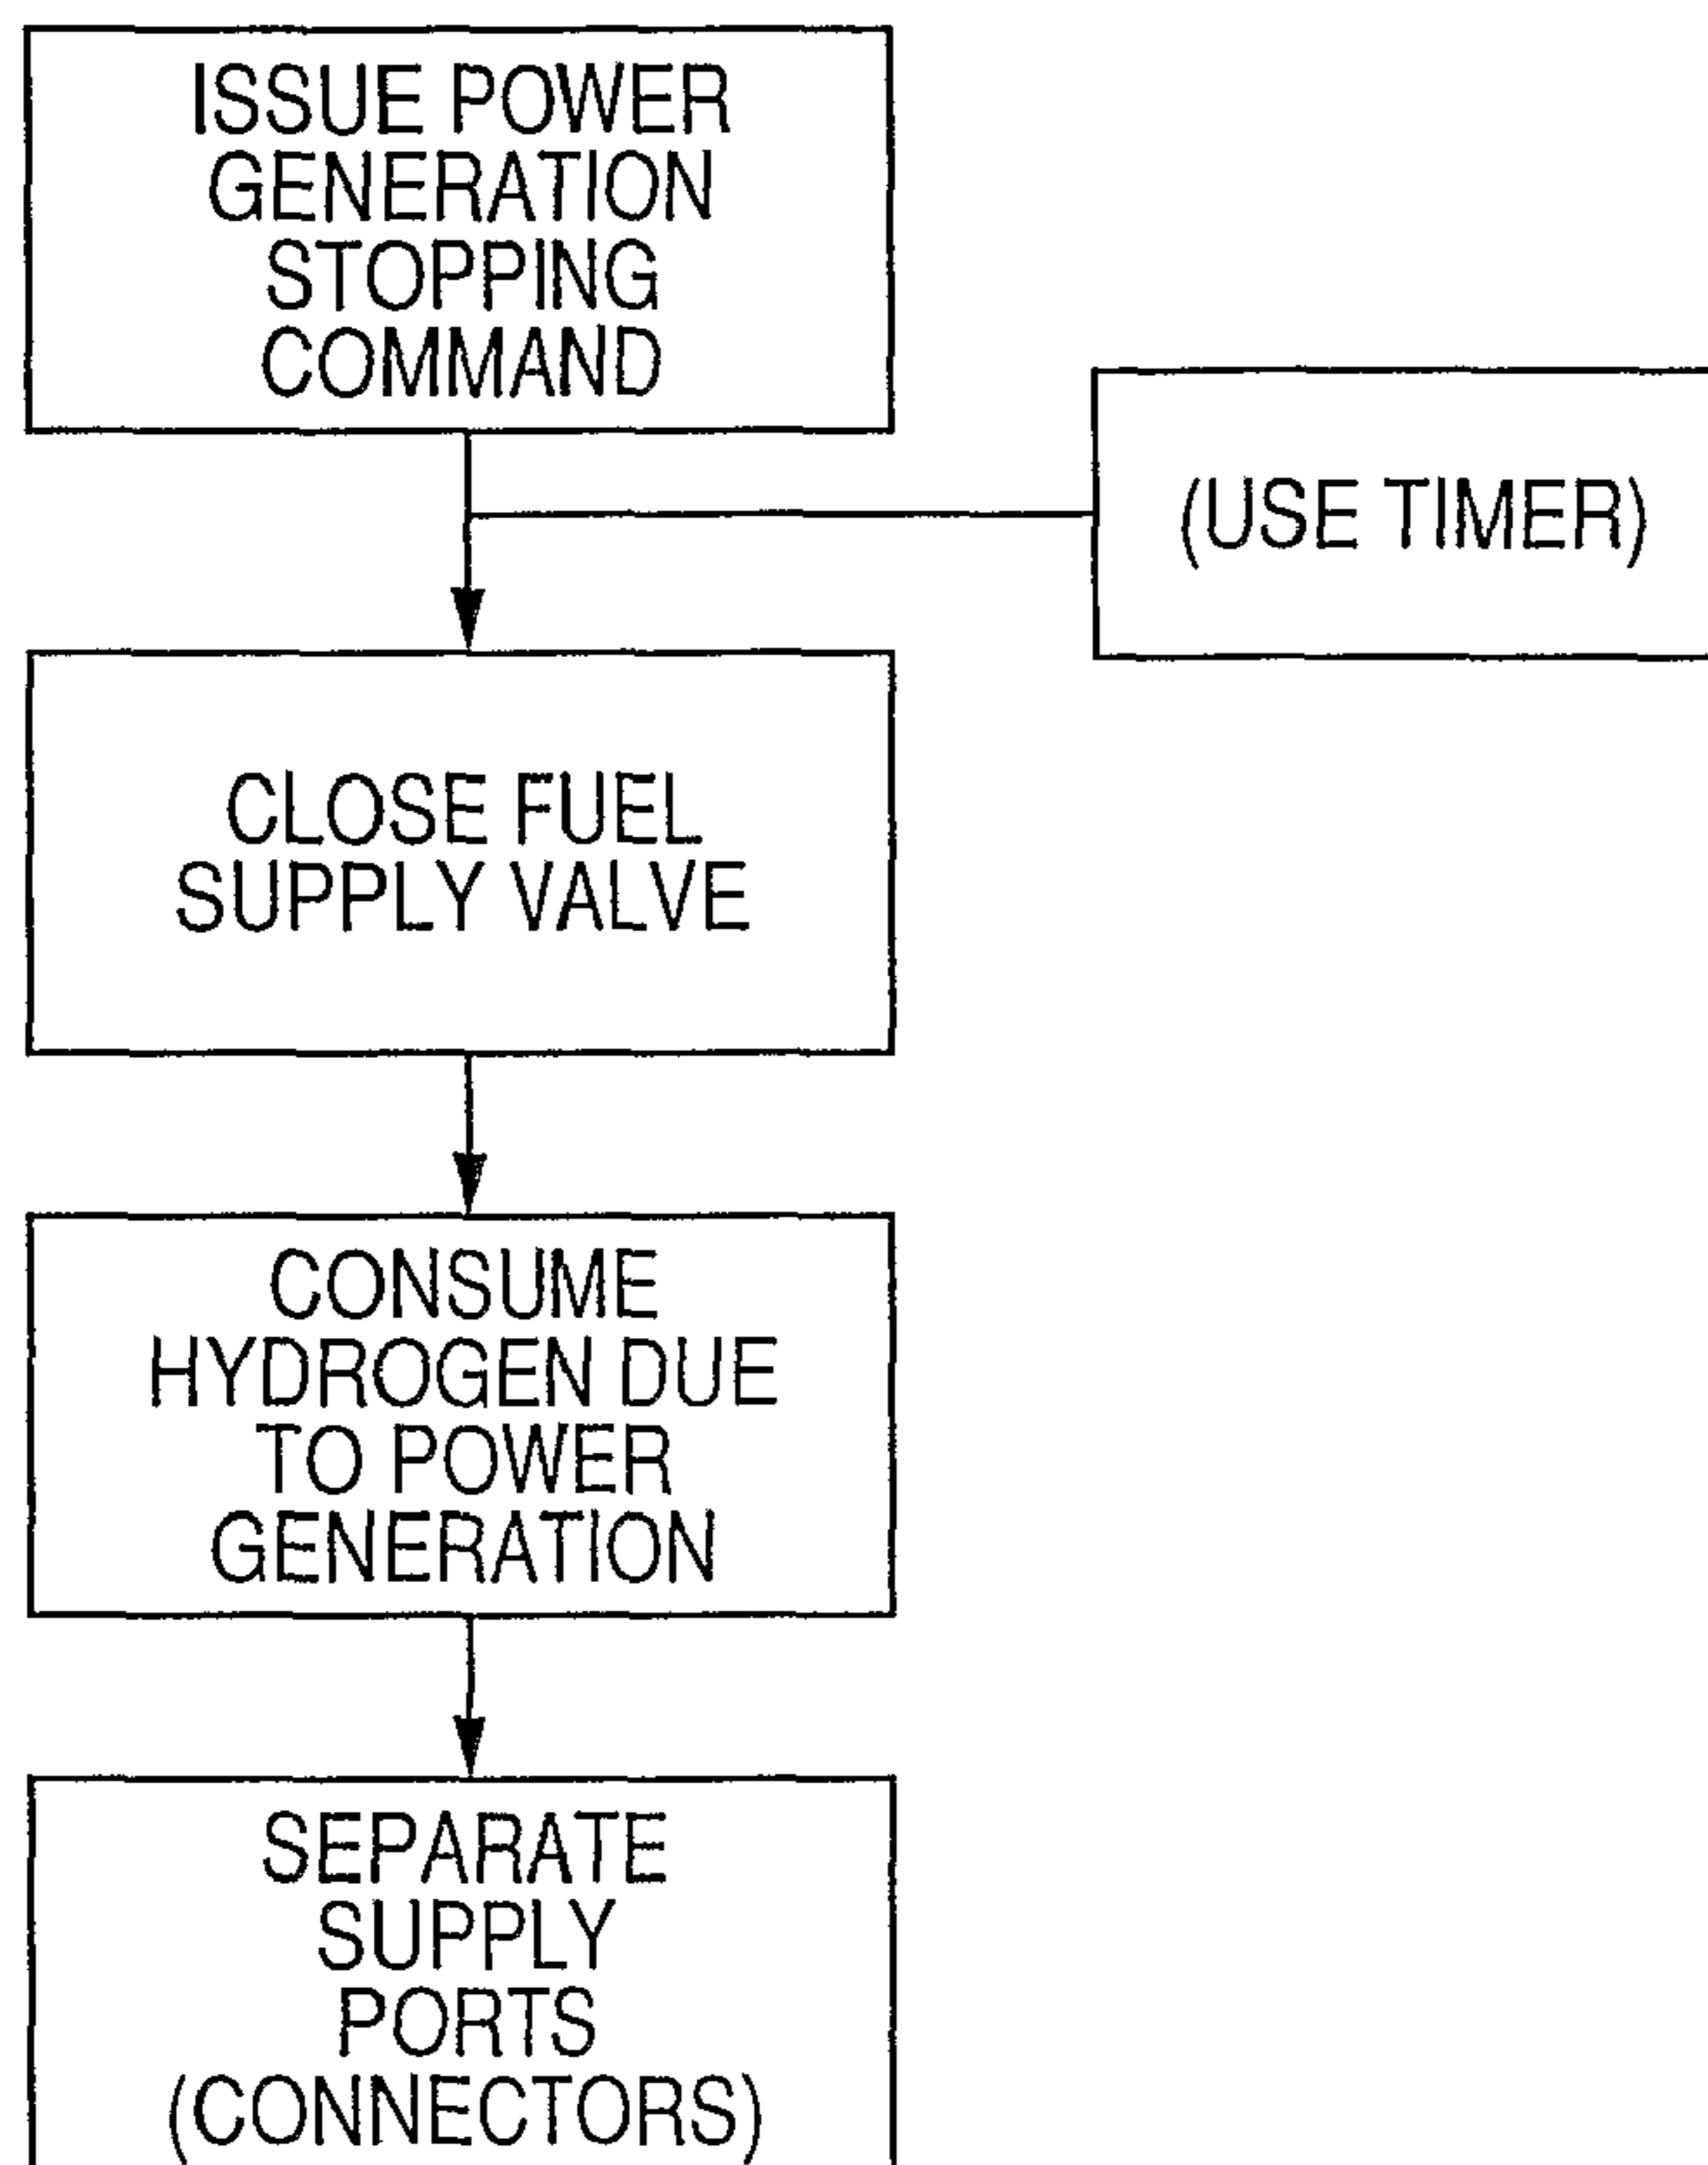 ISSUE POWER
GENERATION
STOPPING
COMMAND
(USE TIMER)
CLOSE FUEL
SUPPLY VALVE
CONSUME
HYDROGEN DUE
TO POWER
GENERATION
SEPARATE
SUPPLY
PORTS
(CONNECTORS)